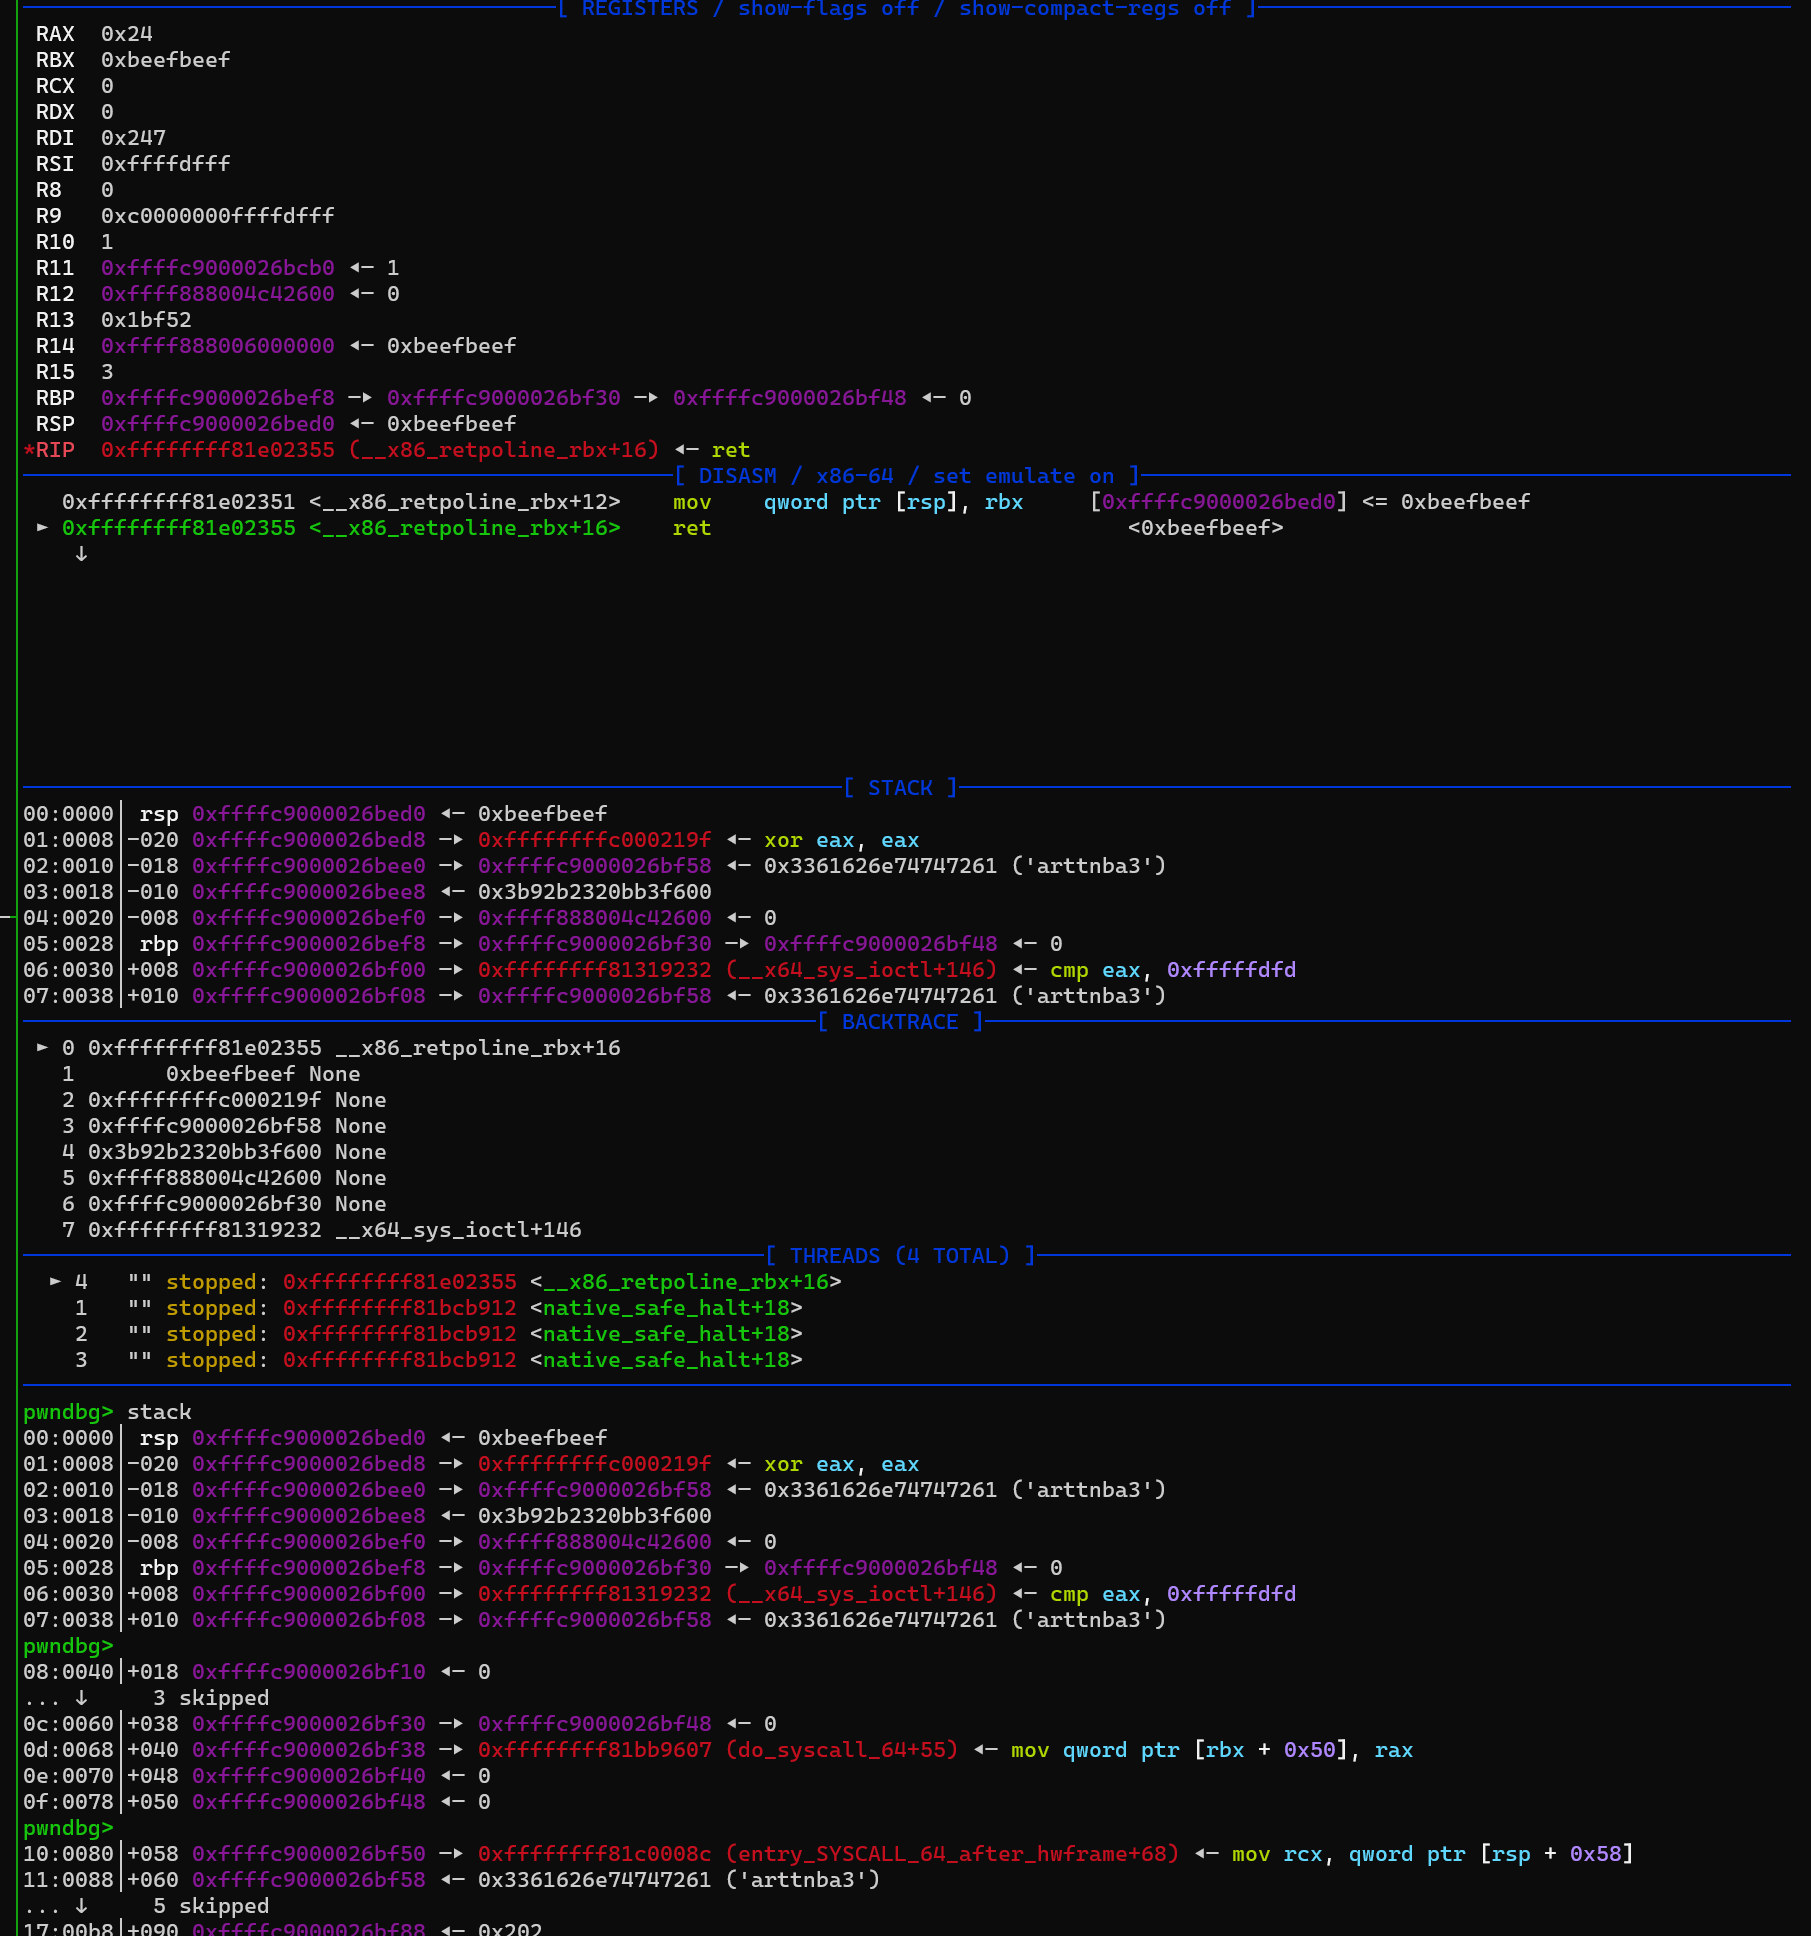 [ REGISTERS / show-flags off / show-compact-regs off ]
RAX 0x24
RBX 0xbeefbeef
RCX 0
RDX 0
RDI 0x247
RSI 0xffffdfff
R8 0
R9 0xc0000000ffffdfff
R10 1
R11 0xffffc9000026bcb0 ◂— 1
R12 0xffff888004c42600 ◂— 0
R13 0x1bf52
R14 0xffff888006000000 ◂— 0xbeefbeef
R15 3
RBP 0xffffc9000026bef8 —▸ 0xffffc9000026bf30 —▸ 0xffffc9000026bf48 ◂— 0
RSP 0xffffc9000026bed0 ◂— 0xbeefbeef
*RIP 0xffffffff81e02355 (__x86_retpoline_rbx+16) ◂— ret
[ DISASM / x86-64 / set emulate on ]
0xffffffff81e02351 <__x86_retpoline_rbx+12> mov qword ptr [rsp], rbx [0xffffc9000026bed0] <= 0xbeefbeef
► 0xffffffff81e02355 <__x86_retpoline_rbx+16> ret <0xbeefbeef>
↓
[ STACK ]
00:0000│ rsp 0xffffc9000026bed0 ◂— 0xbeefbeef
01:0008│-020 0xffffc9000026bed8 —▸ 0xffffffffc000219f ◂— xor eax, eax
02:0010│-018 0xffffc9000026bee0 —▸ 0xffffc9000026bf58 ◂— 0x3361626e74747261 ('arttnba3')
03:0018│-010 0xffffc9000026bee8 ◂— 0x3b92b2320bb3f600
04:0020│-008 0xffffc9000026bef0 —▸ 0xffff888004c42600 ◂— 0
05:0028│ rbp 0xffffc9000026bef8 —▸ 0xffffc9000026bf30 —▸ 0xffffc9000026bf48 ◂— 0
06:0030│+008 0xffffc9000026bf00 —▸ 0xffffffff81319232 (__x64_sys_ioctl+146) ◂— cmp eax, 0xfffffdfd
07:0038│+010 0xffffc9000026bf08 —▸ 0xffffc9000026bf58 ◂— 0x3361626e74747261 ('arttnba3')
[ BACKTRACE ]
► 0 0xffffffff81e02355 __x86_retpoline_rbx+16
1 0xbeefbeef None
2 0xffffffffc000219f None
3 0xffffc9000026bf58 None
4 0x3b92b2320bb3f600 None
5 0xffff888004c42600 None
6 0xffffc9000026bf30 None
7 0xffffffff81319232 __x64_sys_ioctl+146
[ THREADS (4 TOTAL) ]
► 4 "" stopped: 0xffffffff81e02355 <__x86_retpoline_rbx+16>
1 "" stopped: 0xffffffff81bcb912 <native_safe_halt+18>
2 "" stopped: 0xffffffff81bcb912 <native_safe_halt+18>
3 "" stopped: 0xffffffff81bcb912 <native_safe_halt+18>
pwndbg> stack
00:0000│ rsp 0xffffc9000026bed0 ◂— 0xbeefbeef
01:0008│-020 0xffffc9000026bed8 —▸ 0xffffffffc000219f ◂— xor eax, eax
02:0010│-018 0xffffc9000026bee0 —▸ 0xffffc9000026bf58 ◂— 0x3361626e74747261 ('arttnba3')
03:0018│-010 0xffffc9000026bee8 ◂— 0x3b92b2320bb3f600
04:0020│-008 0xffffc9000026bef0 —▸ 0xffff888004c42600 ◂— 0
05:0028│ rbp 0xffffc9000026bef8 —▸ 0xffffc9000026bf30 —▸ 0xffffc9000026bf48 ◂— 0
06:0030│+008 0xffffc9000026bf00 —▸ 0xffffffff81319232 (__x64_sys_ioctl+146) ◂— cmp eax, 0xfffffdfd
07:0038│+010 0xffffc9000026bf08 —▸ 0xffffc9000026bf58 ◂— 0x3361626e74747261 ('arttnba3')
pwndbg>
08:0040│+018 0xffffc9000026bf10 ◂— 0
... ↓ 3 skipped
0c:0060│+038 0xffffc9000026bf30 —▸ 0xffffc9000026bf48 ◂— 0
0d:0068│+040 0xffffc9000026bf38 —▸ 0xffffffff81bb9607 (do_syscall_64+55) ◂— mov qword ptr [rbx + 0x50], rax
0e:0070│+048 0xffffc9000026bf40 ◂— 0
0f:0078│+050 0xffffc9000026bf48 ◂— 0
pwndbg>
10:0080│+058 0xffffc9000026bf50 —▸ 0xffffffff81c0008c (entry_SYSCALL_64_after_hwframe+68) ◂— mov rcx, qword ptr [rsp + 0x58]
11:0088│+060 0xffffc9000026bf58 ◂— 0x3361626e74747261 ('arttnba3')
... ↓ 5 skipped
17:00b8│+090 0xffffc9000026bf88 ◂— 0x202